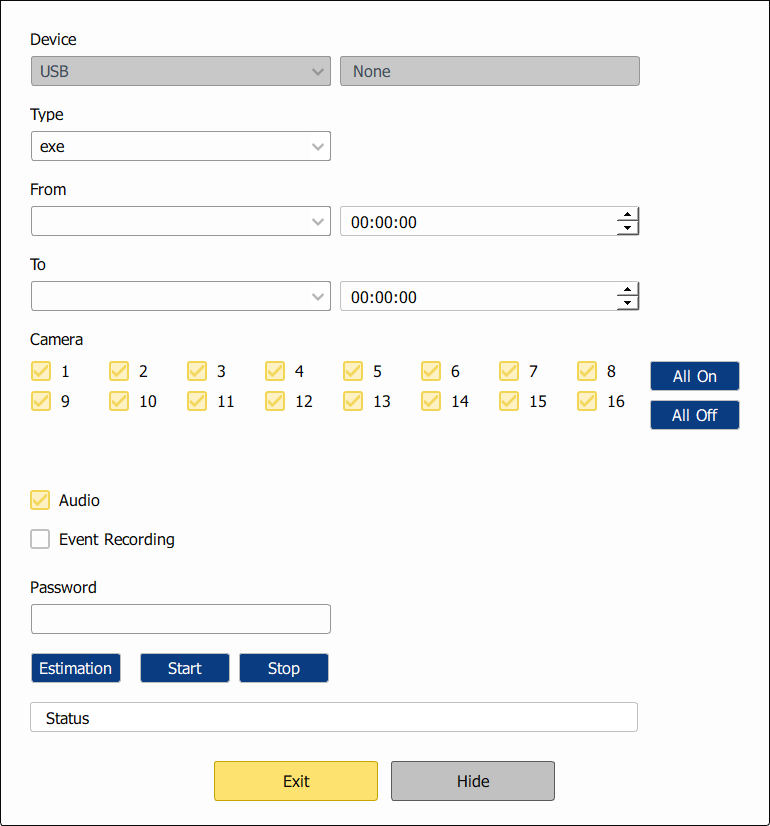 Device
USB None
Type
exe
From
00:00:00
To
00:00:00
Camera
1 2 3 4 5 6 7 8 All On
9 10 11 12 13 14 15 16 All Off
Audio
Event Recording
Password
Estimation Start Stop
Status
Exit Hide